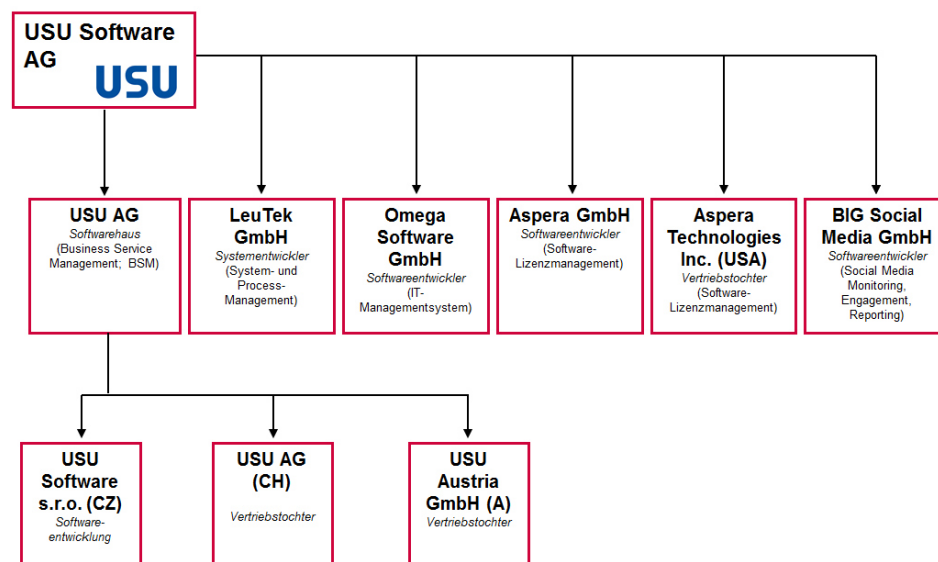 USU Software
AG
USU
USU AG
Softwarehaus
(Business Service
Management; BSM)
LeuTek
GmbH
Systementwickler
(System- und
Process-
Management)
Omega
Software
GmbH
Softwareentwickler
(IT-
Managementsystem)
Aspera GmbH
Softwareentwickler
(Software-
Lizenzmanagement)
Aspera
Technologies
Inc. (USA)
Vertriebstochter
(Software-
Lizenzmanagement)
BIG Social
Media GmbH
Softwareentwickler
(Social Media
Monitoring,
Engagement,
Reporting)
USU
Software
s.r.o. (CZ)
Software-
entwicklung
USU AG
(CH)
Vertriebstochter
USU
Austria
GmbH (A)
Vertriebstochter